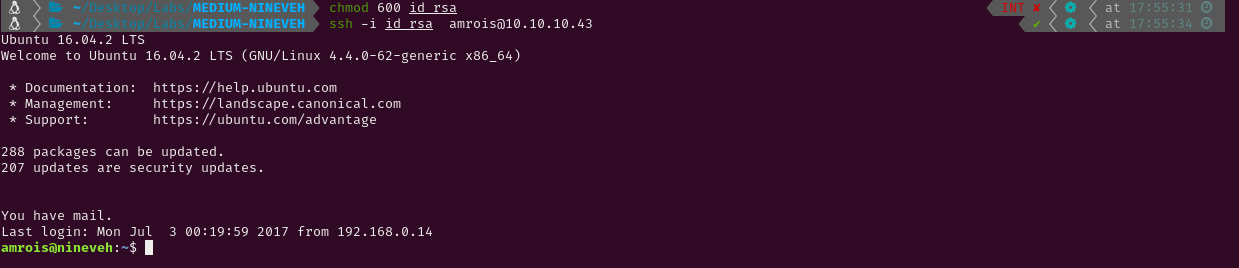 ~/Desktop/Labs/MEDIUM-NINEVEH chmod 600 id_rsa INT ✘ at 17:55:31
~/Desktop/Labs/MEDIUM-NINEVEH ssh -i id_rsa amrois@10.10.10.43 ✔ at 17:55:34
Ubuntu 16.04.2 LTS
Welcome to Ubuntu 16.04.2 LTS (GNU/Linux 4.4.0-62-generic x86_64)
* Documentation:  https://help.ubuntu.com
* Management:     https://landscape.canonical.com
* Support:        https://ubuntu.com/advantage
288 packages can be updated.
207 updates are security updates.
You have mail.
Last login: Mon Jul  3 00:19:59 2017 from 192.168.0.14
amrois@nineveh:~$